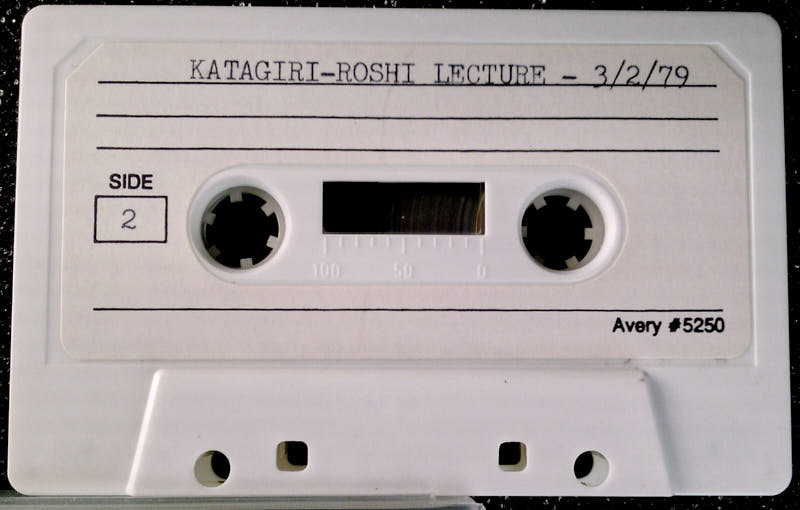 KATAGIRI-ROSHI LECTURE - 3/2/79
SIDE
2
100 50 0
Avery #5250